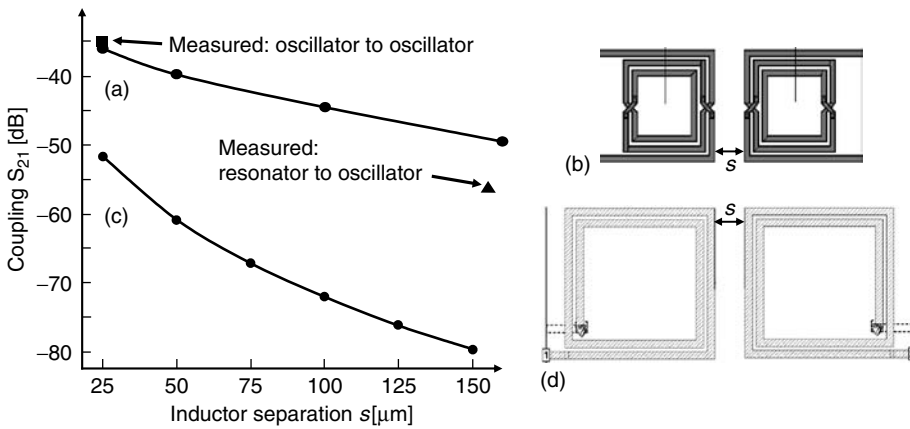 Coupling S21 [dB]
−40
−50
−60
−70
−80
(a)
(c)
Measured: oscillator to oscillator
Measured:
resonator to oscillator
25
50
75
100
125
150
Inductor separation s[μm]
(b)
s
s
(d)
1